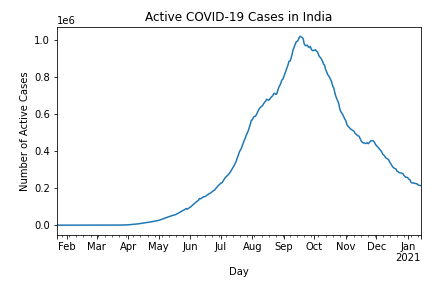 Active COVID-19 Cases in India
1e6
1.0
0.8
0.6
0.4
0.2
0.0
Number of Active Cases
Feb Mar Apr May Jun Jul Aug Sep Oct Nov Dec Jan
2021
Day